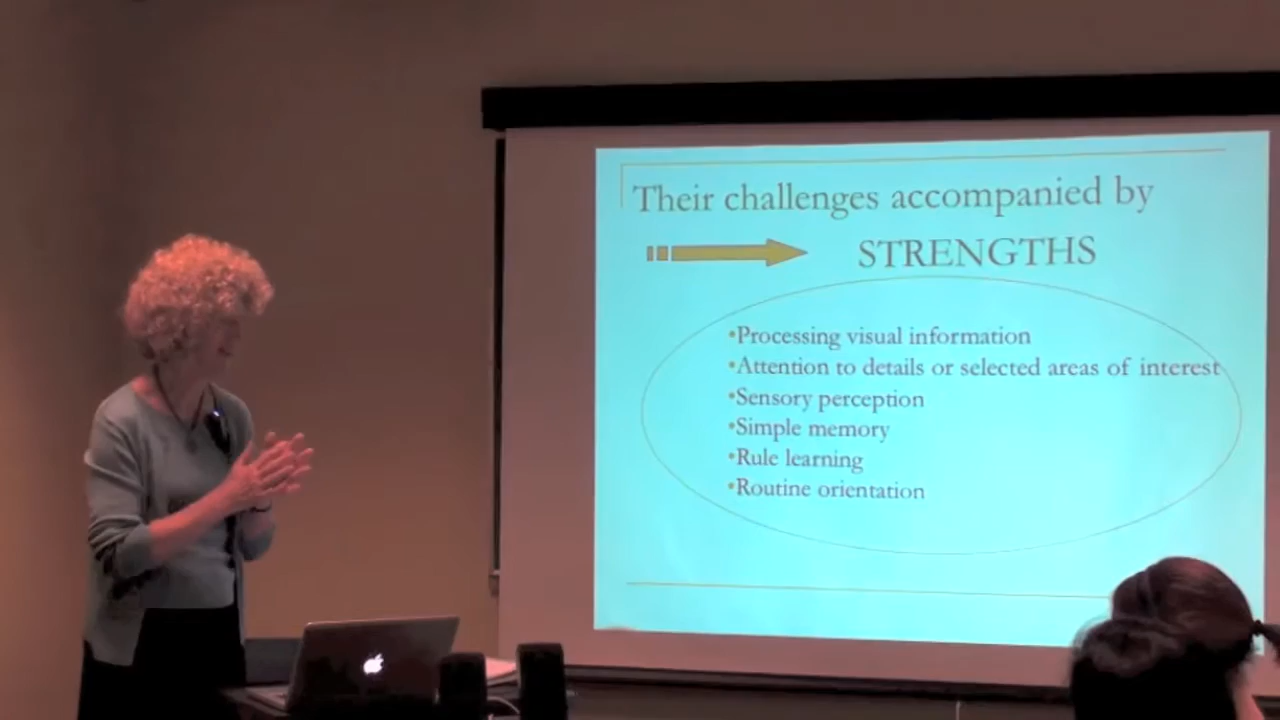 Their challenges accompanied by
STRENGTHS
•Processing visual information
•Attention to details or selected areas of interest
•Sensory perception
•Simple memory
•Rule learning
•Routine orientation